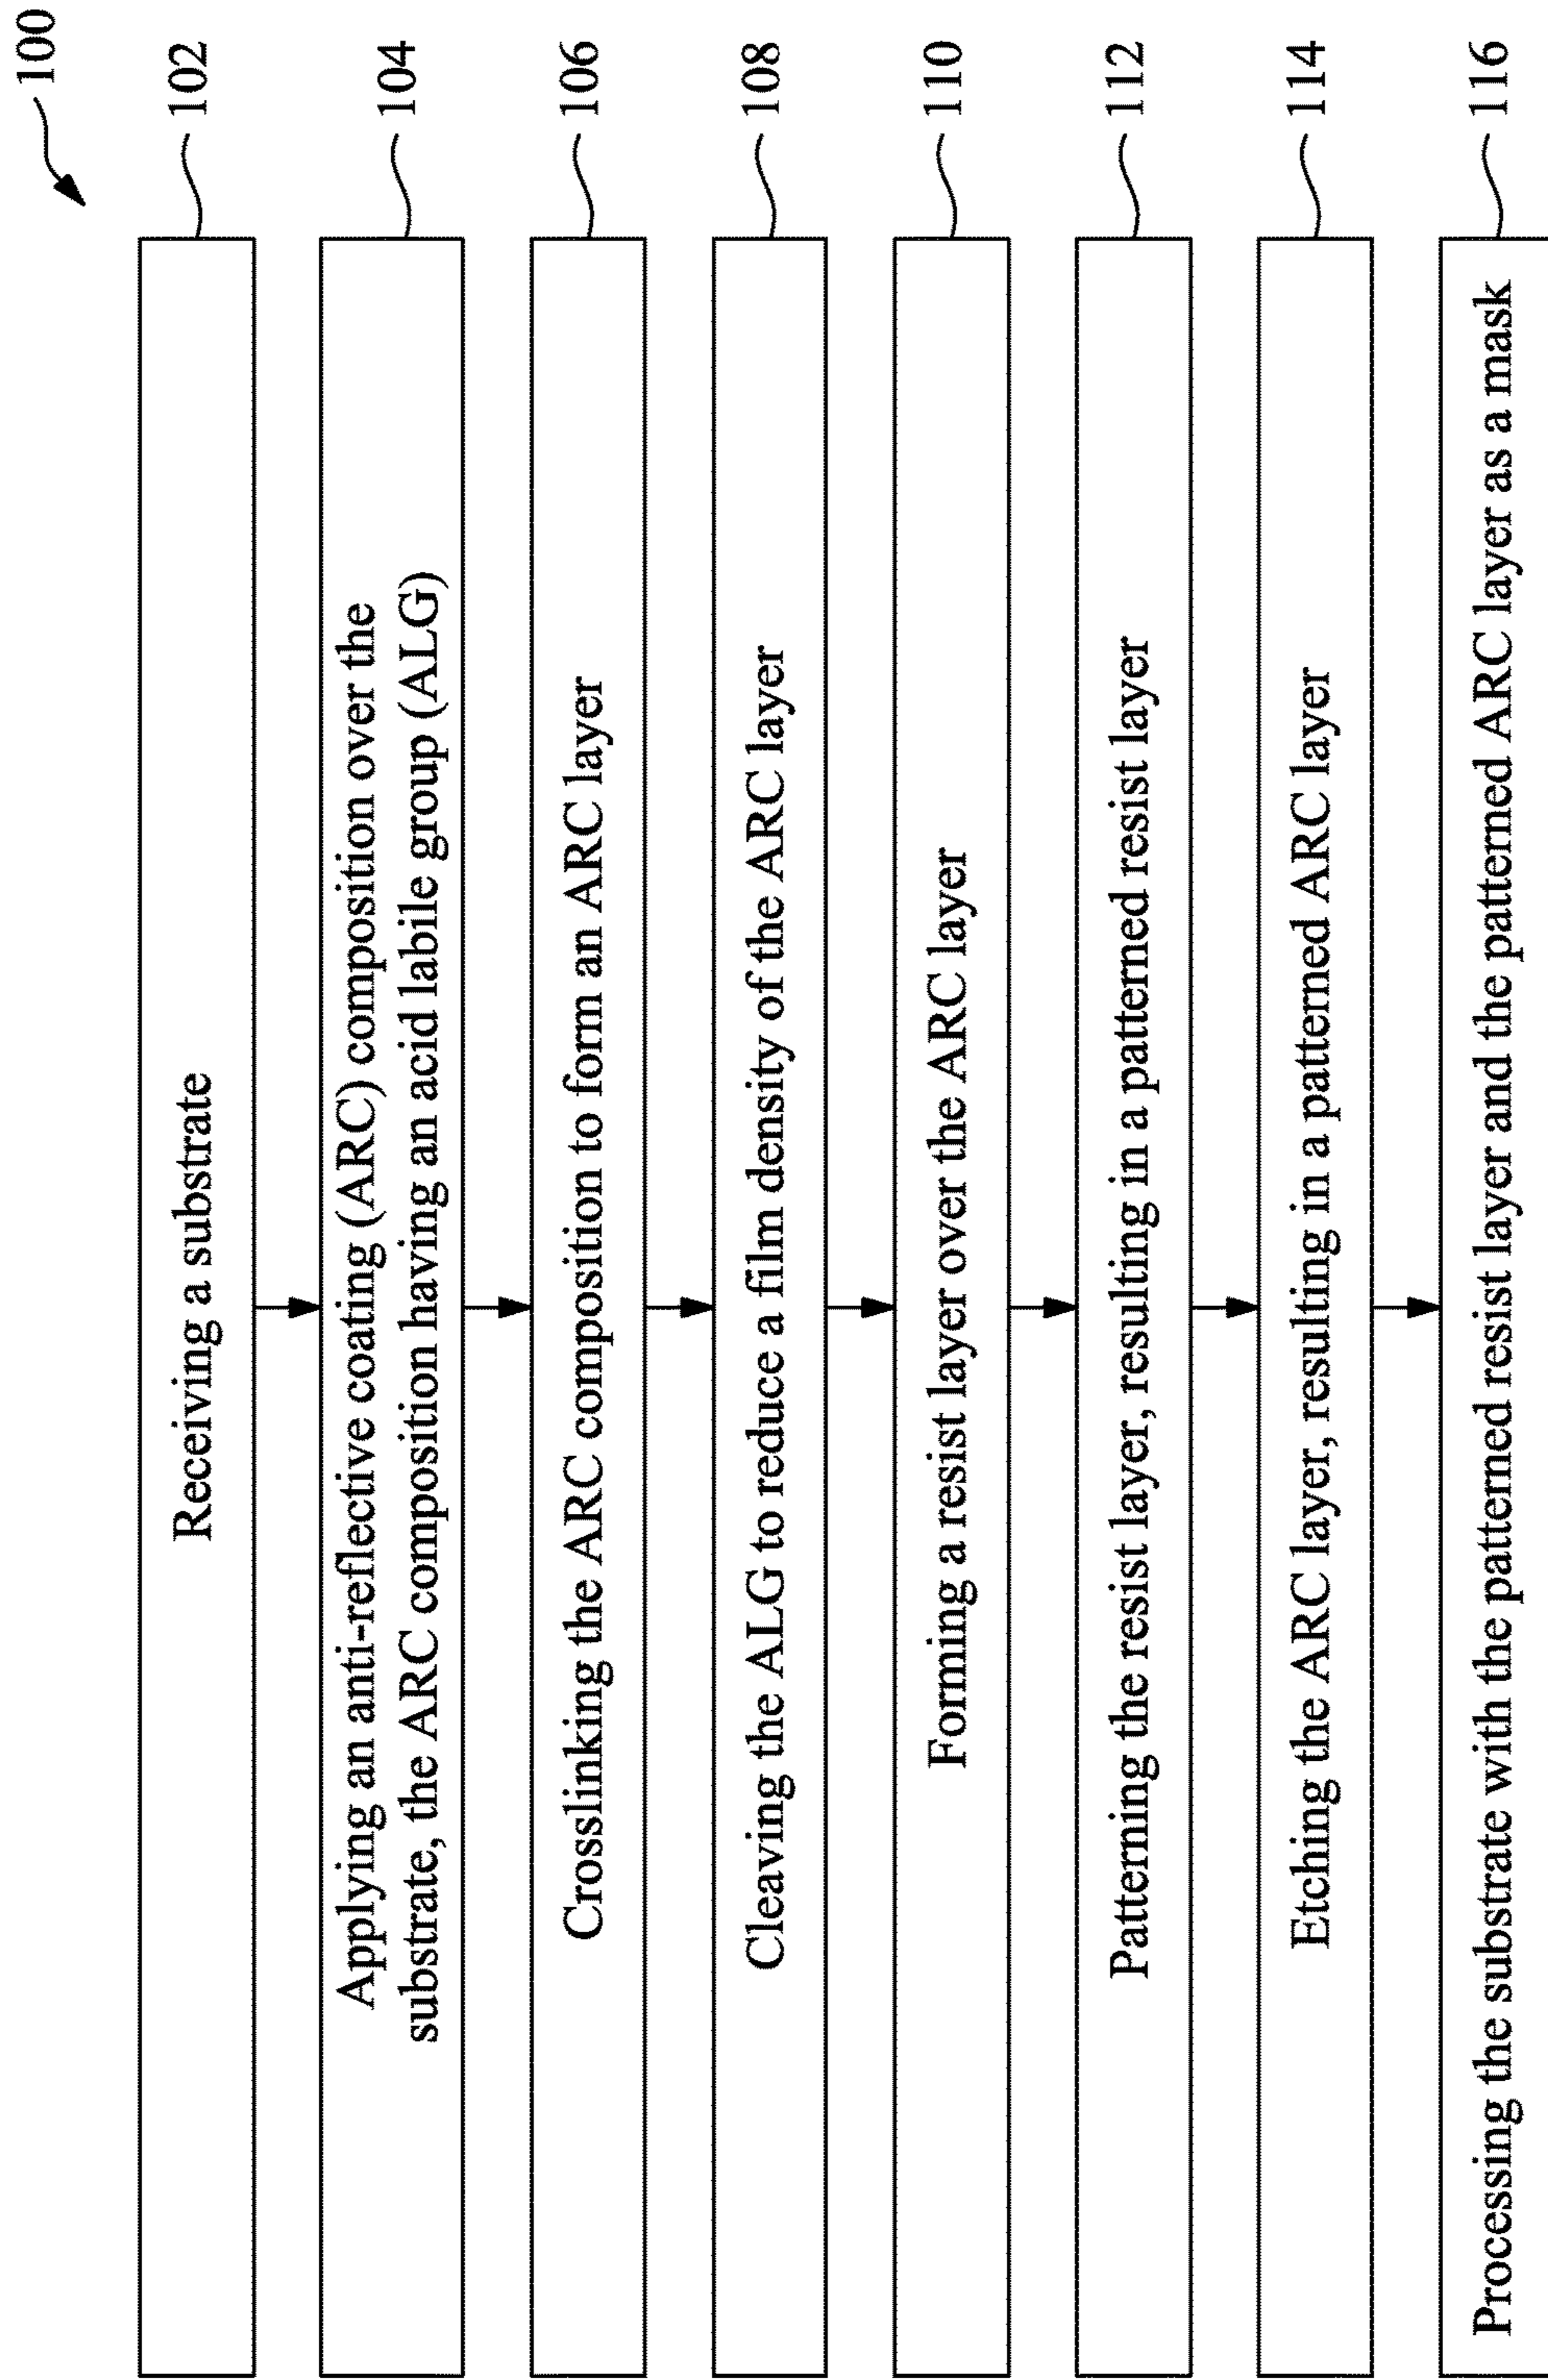 100
Receiving a substrate
102
Applying an anti-reflective coating (ARC) composition over the
substrate, the ARC composition having an acid labile group (ALG)
104
Crosslinking the ARC composition to form an ARC layer
106
Cleaving the ALG to reduce a film density of the ARC layer
108
Forming a resist layer over the ARC layer
110
Patterning the resist layer, resulting in a patterned resist layer
112
Etching the ARC layer, resulting in a patterned ARC layer
114
Processing the substrate with the patterned resist layer and the patterned ARC layer as a mask
116